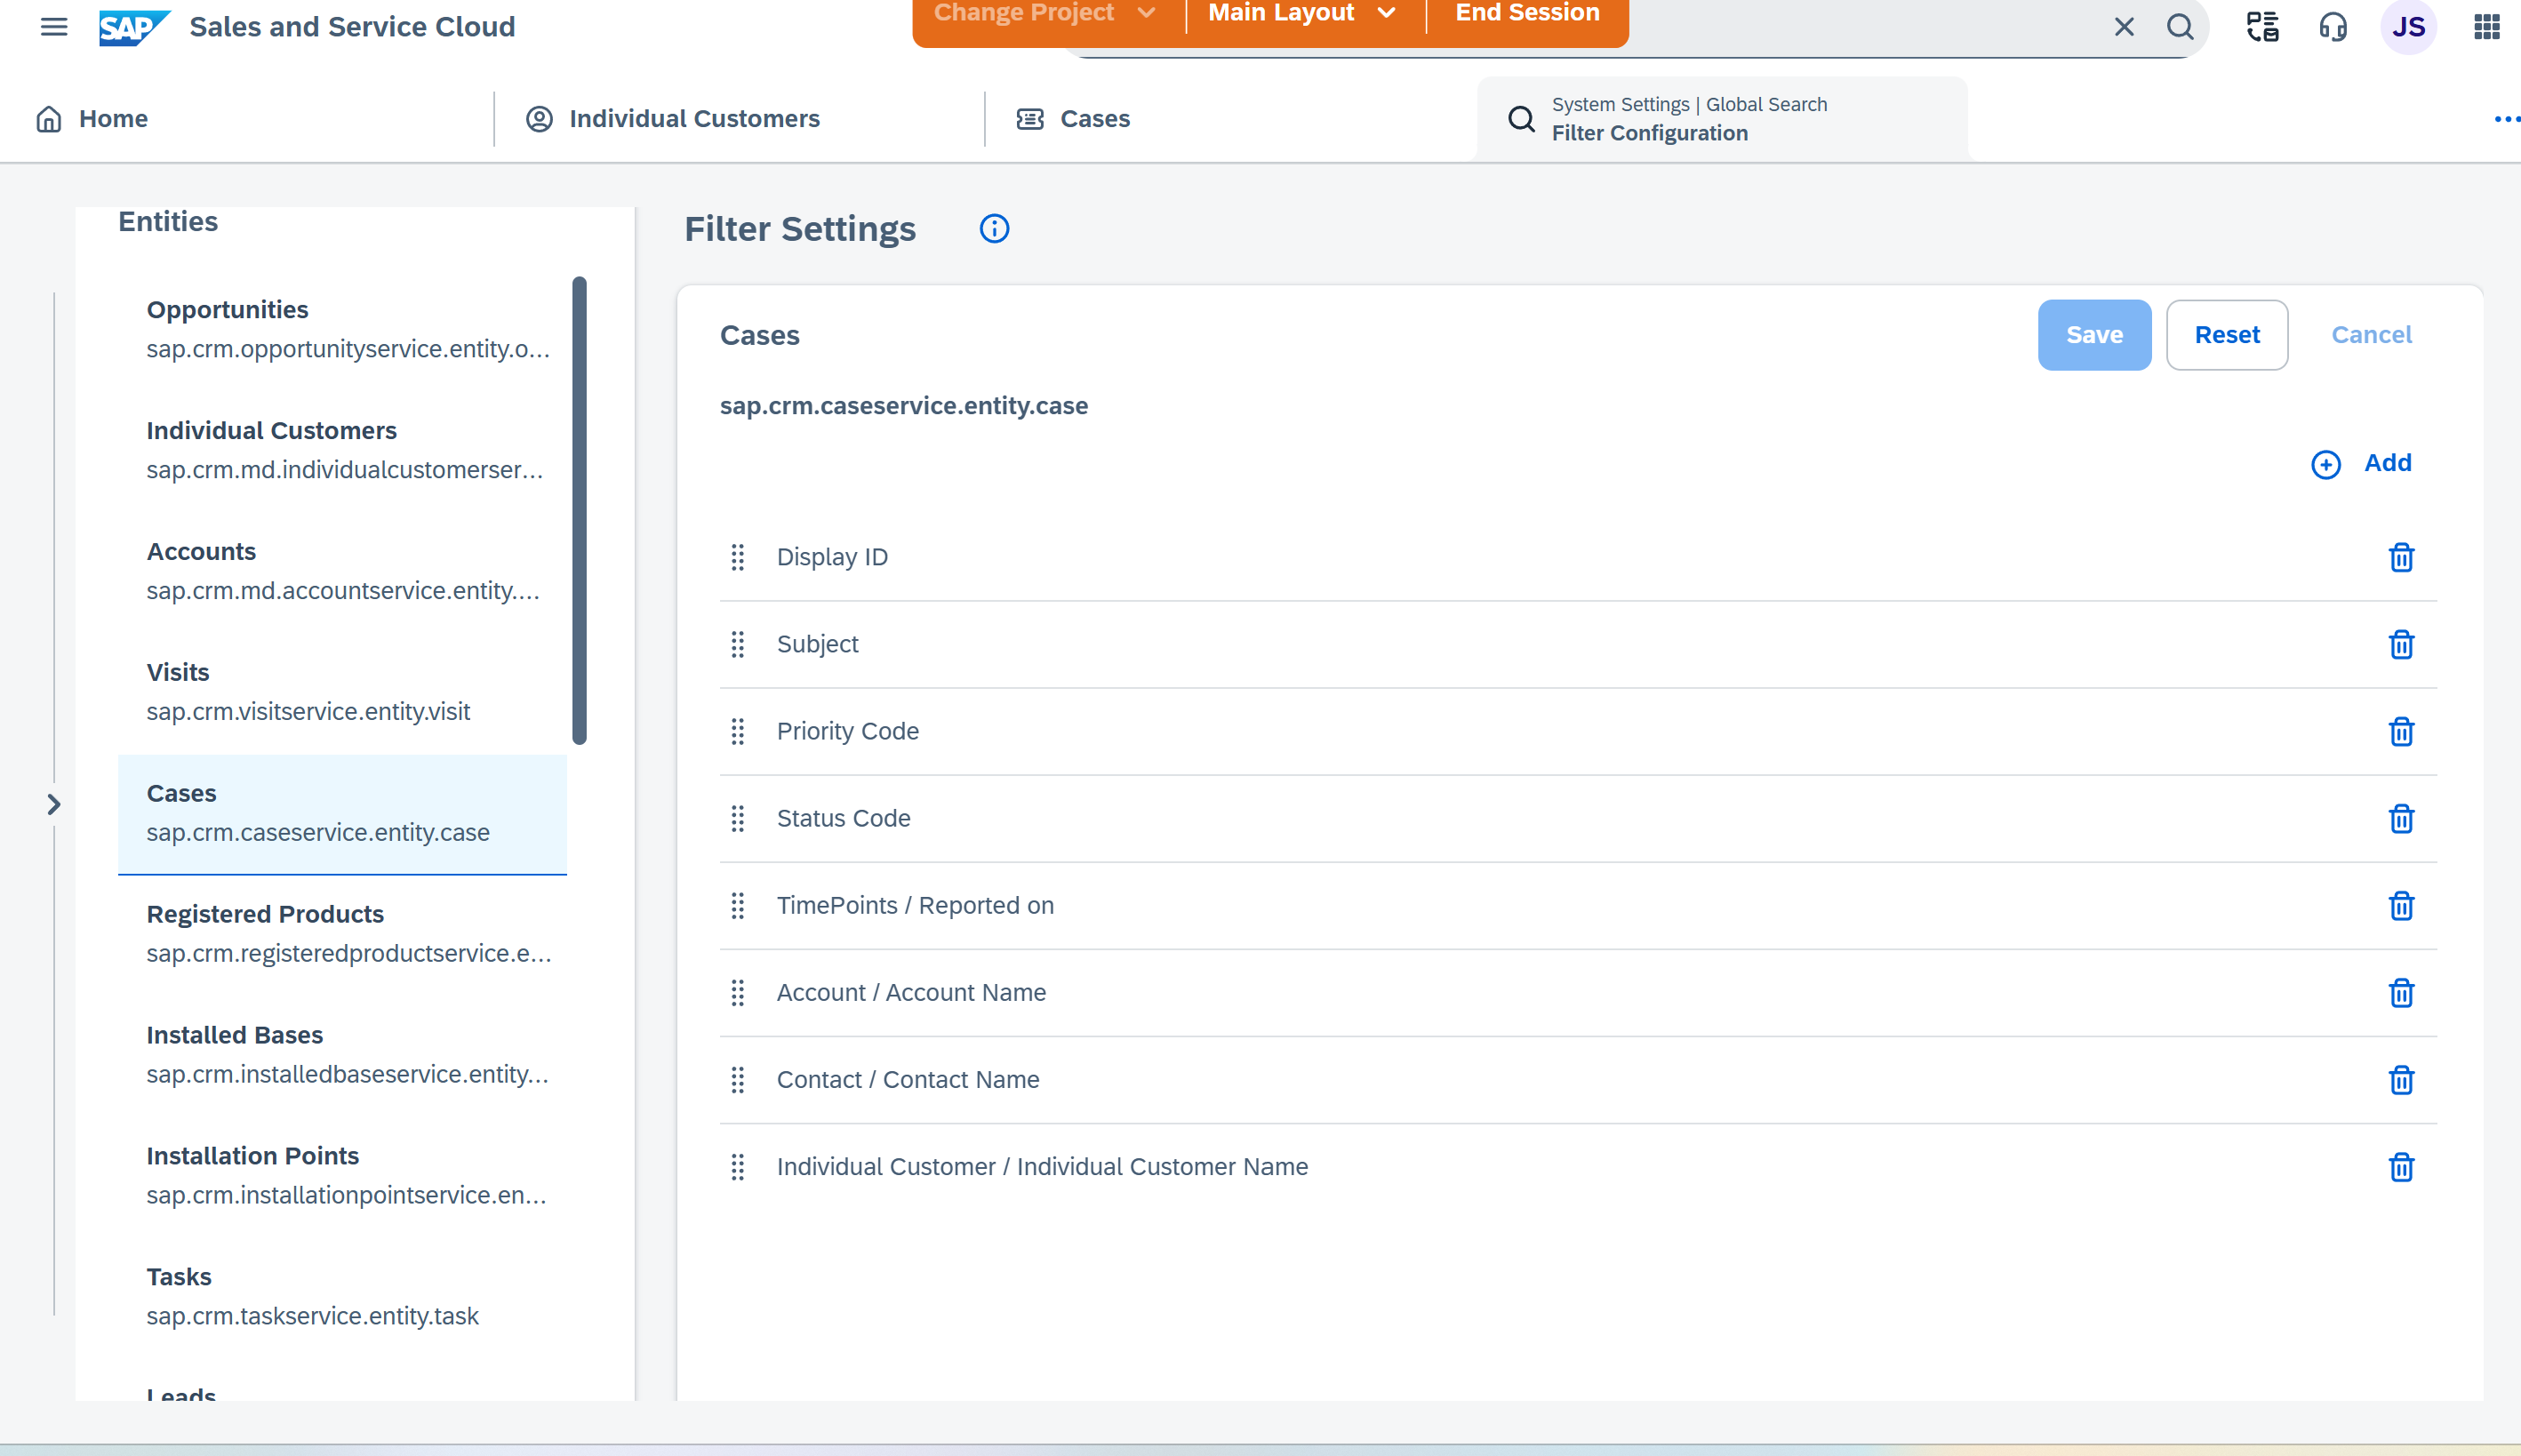 SAP Sales and Service Cloud
Change Project
Main Layout
End Session
JS
Home
Individual Customers
Cases
System Settings | Global Search
Filter Configuration
Entities
Opportunities
sap.crm.opportunityservice.entity.o...
Individual Customers
sap.crm.md.individualcustomerser...
Accounts
sap.crm.md.accountservice.entity....
Visits
sap.crm.visitservice.entity.visit
Cases
sap.crm.caseservice.entity.case
Registered Products
sap.crm.registeredproductservice.e...
Installed Bases
sap.crm.installedbaseservice.entity...
Installation Points
sap.crm.installationpointservice.en...
Tasks
sap.crm.taskservice.entity.task
Leads
Filter Settings
Cases
Save
Reset
Cancel
sap.crm.caseservice.entity.case
Add
Display ID
Subject
Priority Code
Status Code
TimePoints / Reported on
Account / Account Name
Contact / Contact Name
Individual Customer / Individual Customer Name